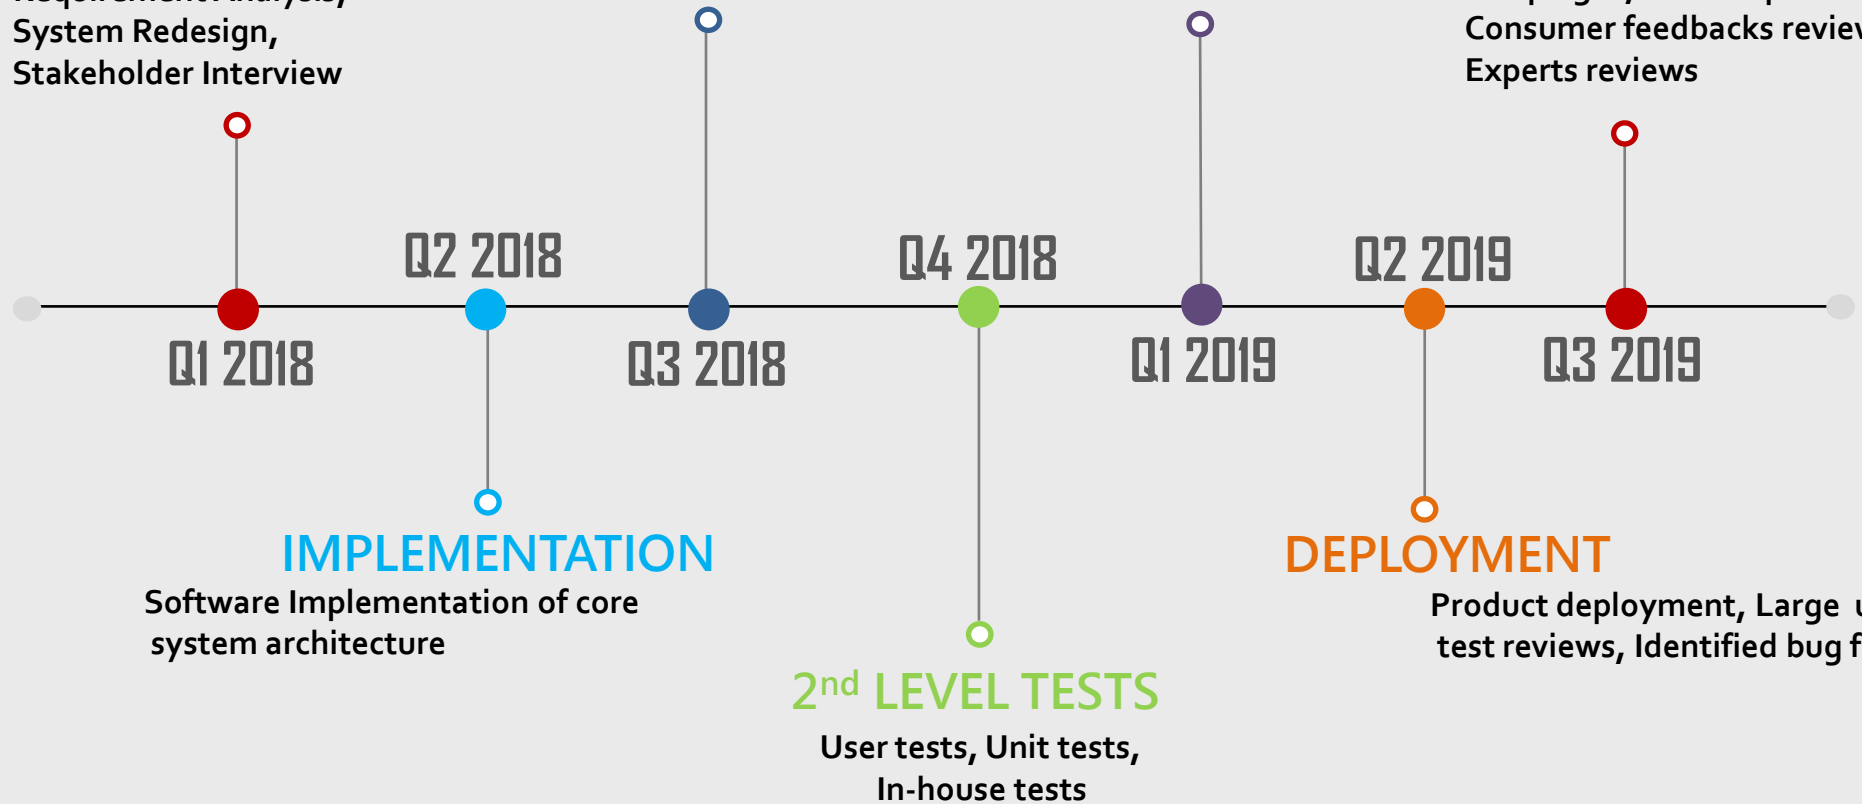 System Redesign,
Stakeholder Interview
Consumer feedbacks
Experts reviews
Q2 2018
Q4 2018
Q2 2019
Q1 2018
Q3 2018
Q1 2019
Q3 2019
IMPLEMENTATION
Software Implementation of core
system architecture
DEPLOYMENT
Product deployment, Large
test reviews, Identified bug
2nd LEVEL TESTS
User tests, Unit tests,
In-house tests